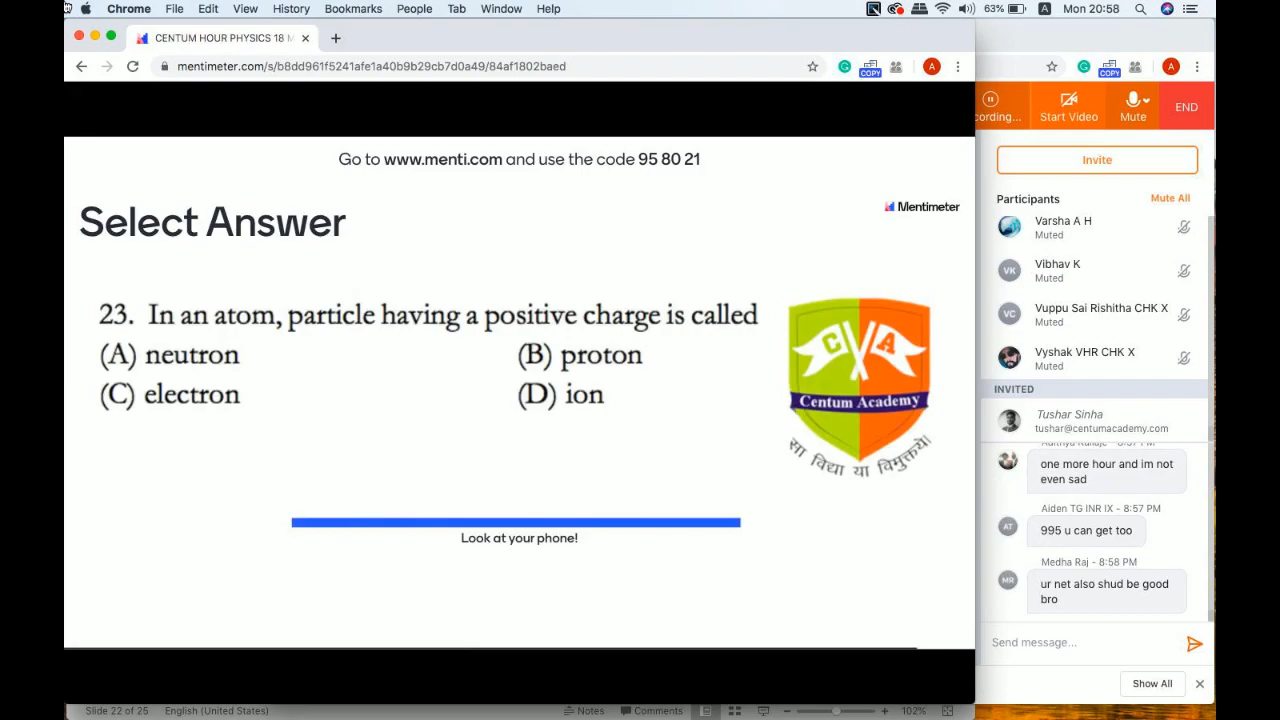 Chrome File Edit View History Bookmarks People Tab Window Help
63% A Mon 20:58
CENTUM HOUR PHYSICS 18 M
mentimeter.com/s/b8dd961f5241afe1a40b9b29cb7d0a49/84af1802baed
COPY
A
COPY
A
Go to www.menti.com and use the code 95 80 21
Select Answer
Mentimeter
23. In an atom, particle having a positive charge is called
(A) neutron (B) proton
(C) electron (D) ion
C A
Centum Academy
सा विद्या या विमुक्तये।
Look at your phone!
cording...
Start Video
Mute
END
Invite
Participants
Mute All
Varsha A H
Muted
VK
Vibhav K
Muted
VC
Vuppu Sai Rishitha CHK X
Muted
Vyshak VHR CHK X
Muted
INVITED
Tushar Sinha
tushar@centumacademy.com
one more hour and im not
even sad
Aiden TG INR IX - 8:57 PM
AT
995 u can get too
Medha Raj - 8:58 PM
MR
ur net also shud be good
bro
Send message...
Show All
Slide 22 of 25 English (United States) Notes Comments 102%